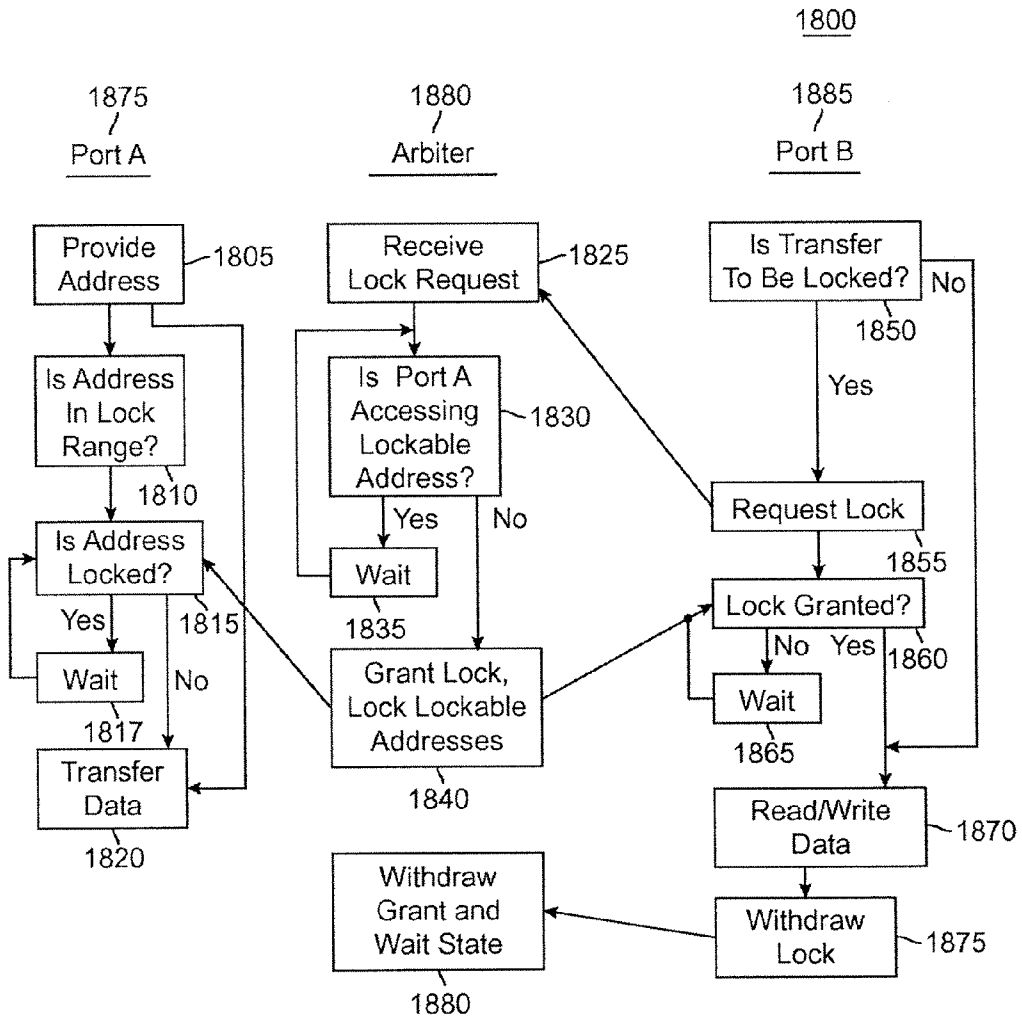 1800
1875
Port A
1880
Arbiter
1885
Port B
Provide
Address
1805
Is Address
In Lock
Range?
1810
Is Address
Locked?
1815
Yes
No
Wait
1817
Transfer
Data
1820
Receive
Lock Request
1825
Is Port A
Accessing
Lockable
Address?
1830
Yes
No
Wait
1835
Grant Lock,
Lock Lockable
Addresses
1840
Withdraw
Grant and
Wait State
1880
Is Transfer
To Be Locked?
No
1850
Yes
Request Lock
1855
Lock Granted?
1860
No
Yes
Wait
1865
Read/Write
Data
1870
Withdraw
Lock
1875